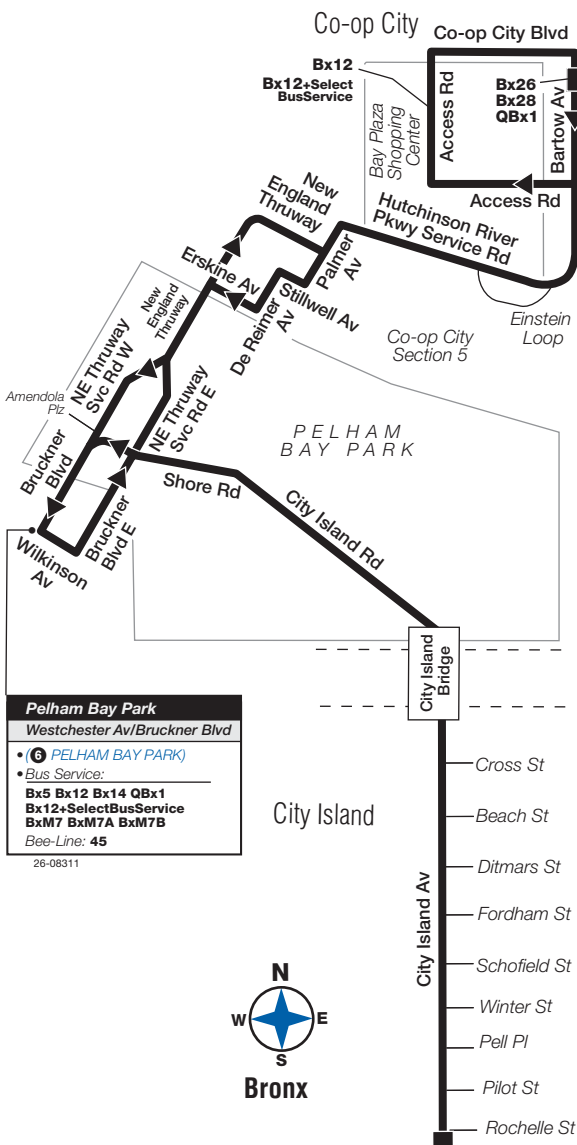 Co-op City
Co-op City Blvd
Bx12
Bx12+Select
BusService
Access Rd
Bay Plaza
Shopping
Center
Bx26
Bx28
QBx1
Bartow Av
Access Rd
New
England
Thruway
Hutchinson River
Pkwy Service Rd
Palmer
Av
Erskine Av
Stillwell Av
De Reimer
Av
Einstein
Loop
Co-op City
Section 5
New
England
Thruway
NE Thruway
Svc Rd W
NE Thruway
Svc Rd E
Amendola
Plz
PELHAM
BAY PARK
Bruckner
Blvd
Shore Rd
City Island Rd
Bruckner
Blvd E
Wilkinson
Av
City Island
Bridge
Pelham Bay Park
Westchester Av/Bruckner Blvd
• (6 PELHAM BAY PARK)
• Bus Service:
Bx5 Bx12 Bx14 QBx1
Bx12+SelectBusService
BxM7 BxM7A BxM7B
Bee-Line: 45
26-08311
City Island
City Island Av
Cross St
Beach St
Ditmars St
Fordham St
Schofield St
Winter St
Pell Pl
Pilot St
Rochelle St
N
W
E
S
Bronx